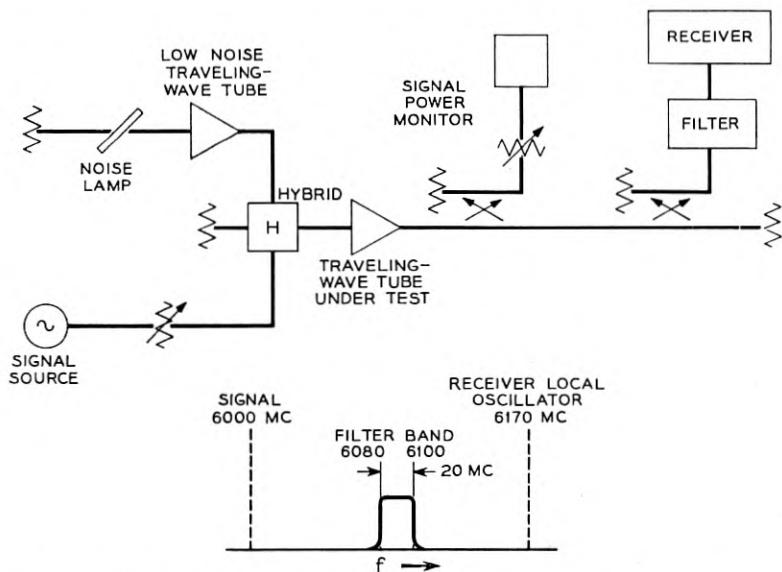 LOW NOISE
TRAVELING-
WAVE TUBE
NOISE
LAMP
HYBRID
H
SIGNAL
SOURCE
TRAVELING-
WAVE TUBE
UNDER TEST
SIGNAL
POWER
MONITOR
RECEIVER
FILTER
SIGNAL
6000 MC
FILTER BAND
6080 6100
20 MC
RECEIVER LOCAL
OSCILLATOR
6170 MC
f